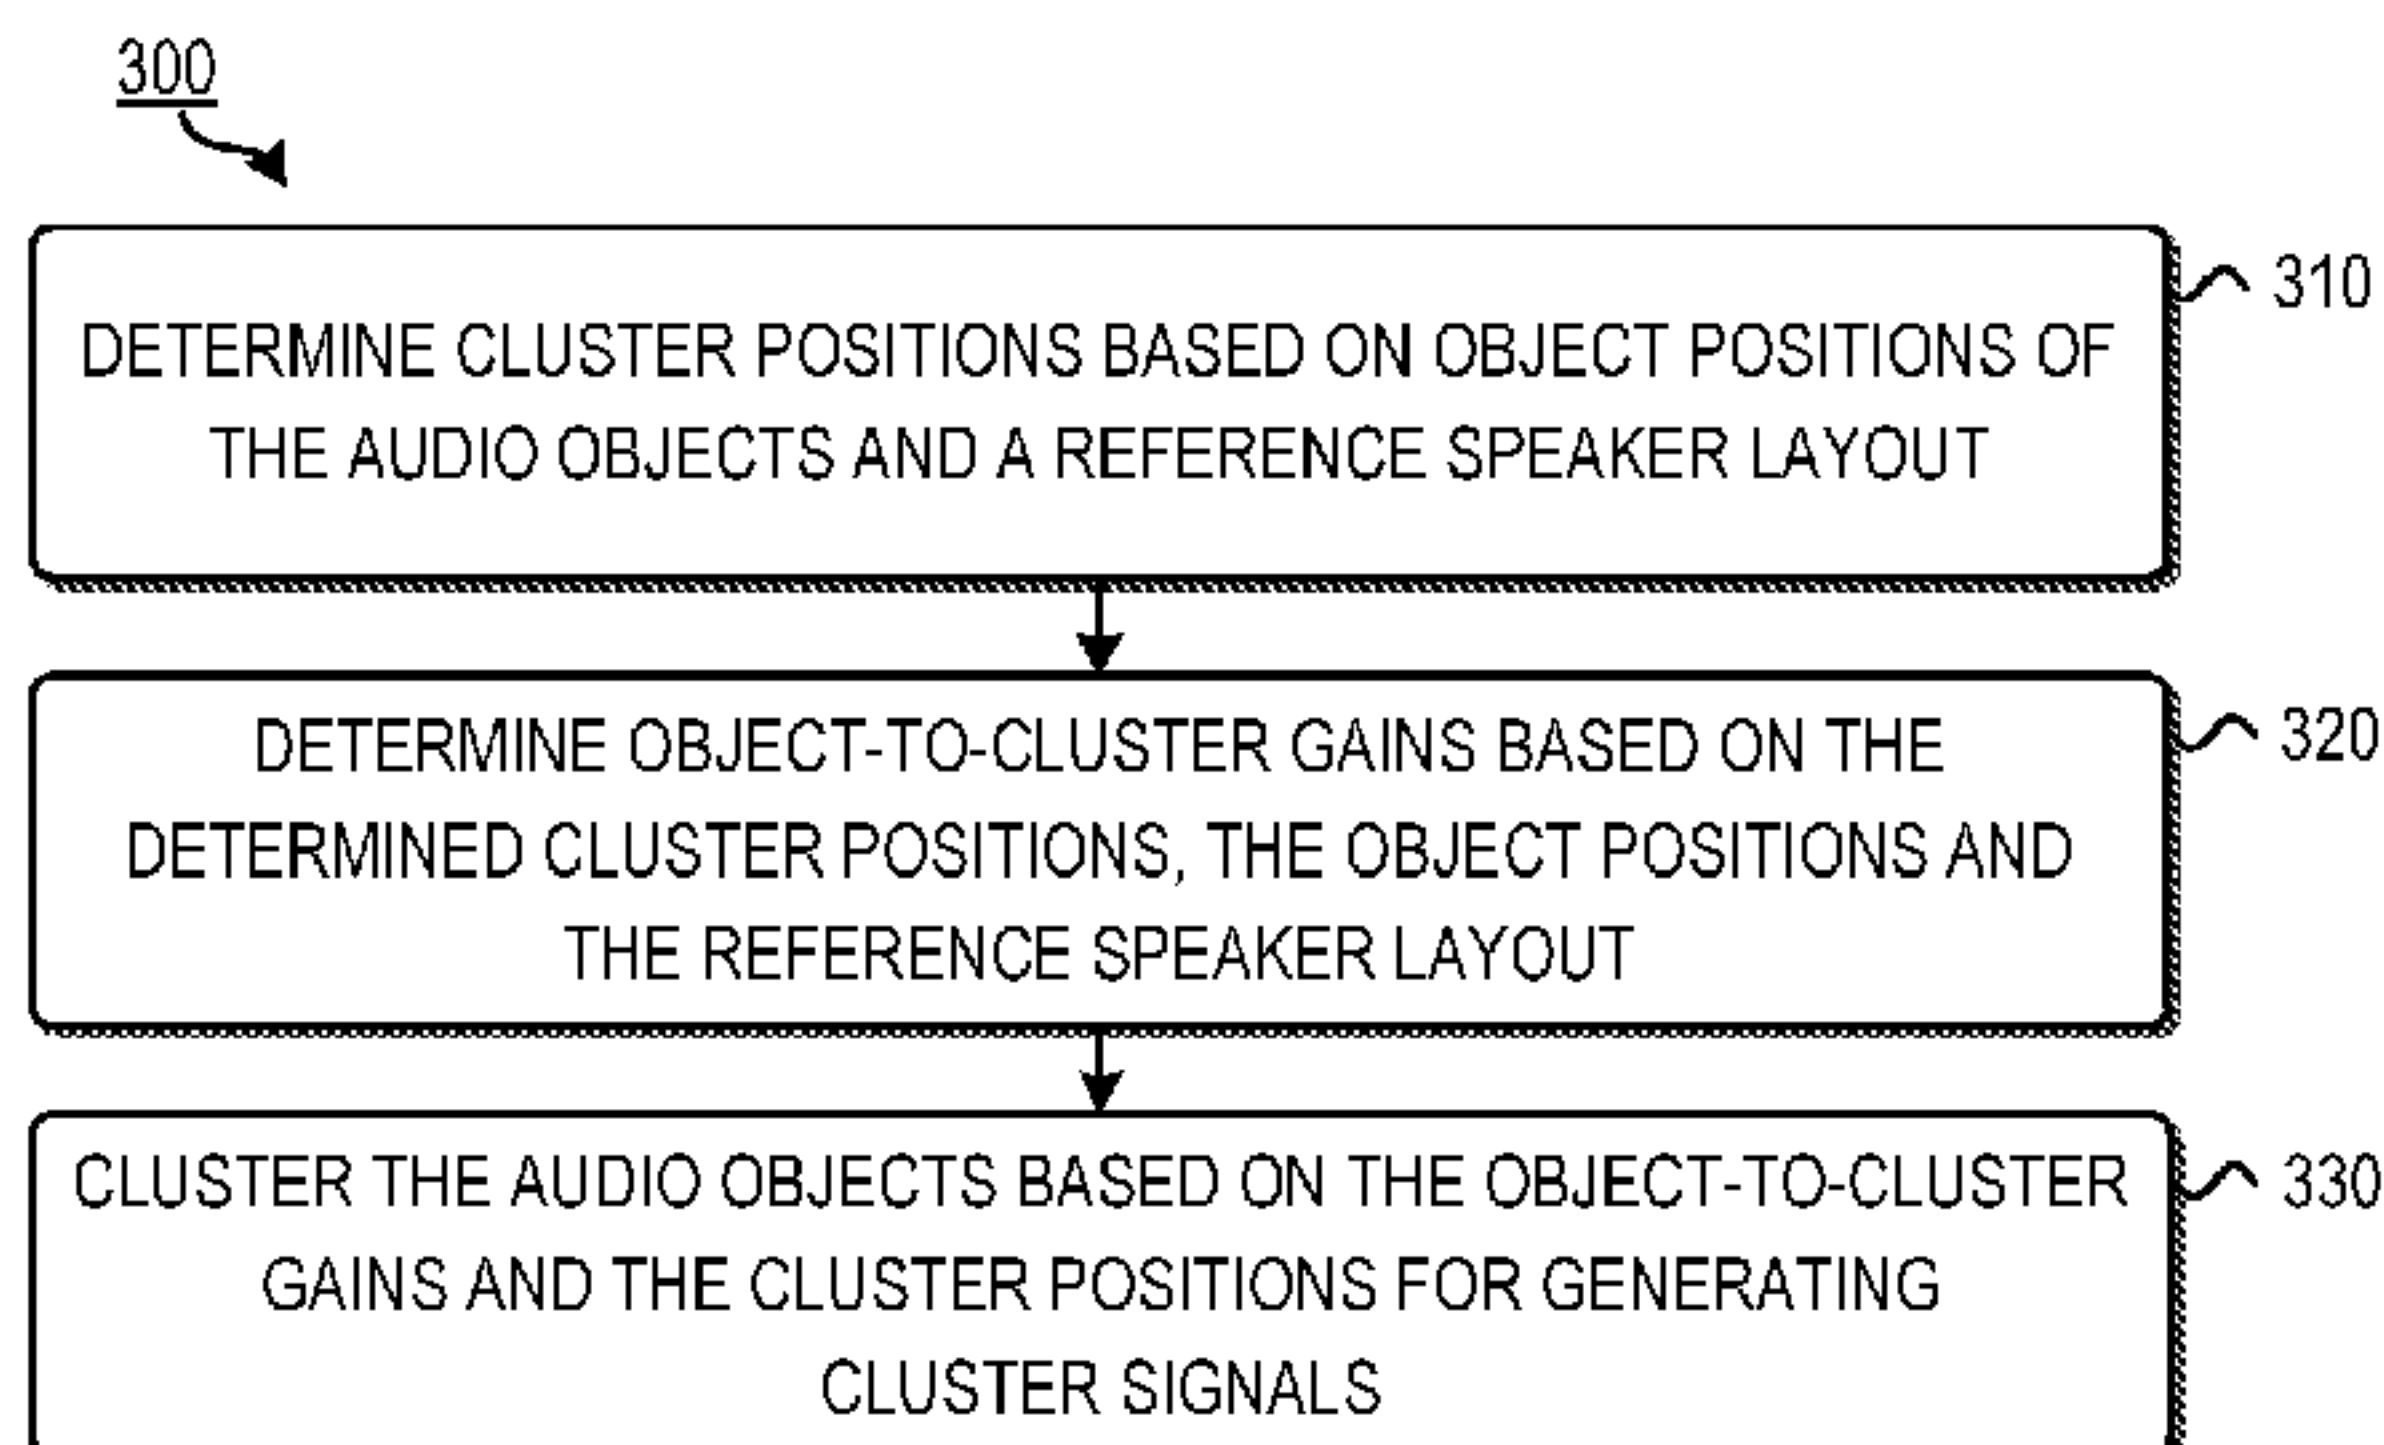 300
310
DETERMINE CLUSTER POSITIONS BASED ON OBJECT POSITIONS OF
THE AUDIO OBJECTS AND A REFERENCE SPEAKER LAYOUT
320
DETERMINE OBJECT-TO-CLUSTER GAINS BASED ON THE
DETERMINED CLUSTER POSITIONS, THE OBJECT POSITIONS AND
THE REFERENCE SPEAKER LAYOUT
330
CLUSTER THE AUDIO OBJECTS BASED ON THE OBJECT-TO-CLUSTER
GAINS AND THE CLUSTER POSITIONS FOR GENERATING
CLUSTER SIGNALS